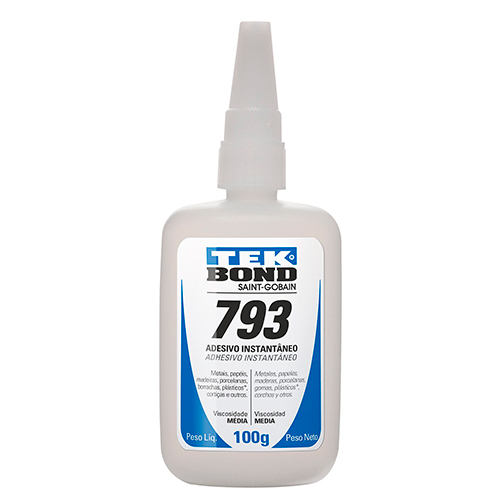 TEK
BOND
SAINT-GOBAIN
793
ADESIVO INSTANTÂNEO
ADHESIVO INSTANTÁNEO
Metais, papéis,
madeiras, porcelanas,
borrachas, plásticos*,
cortiças e outros.
Metales, papeles,
maderas, porcelanas,
gomas, plásticos*,
corchos y otros.
Viscosidade
MÉDIA
Viscosidad
MEDIA
Peso Líq. 100g Peso Neto